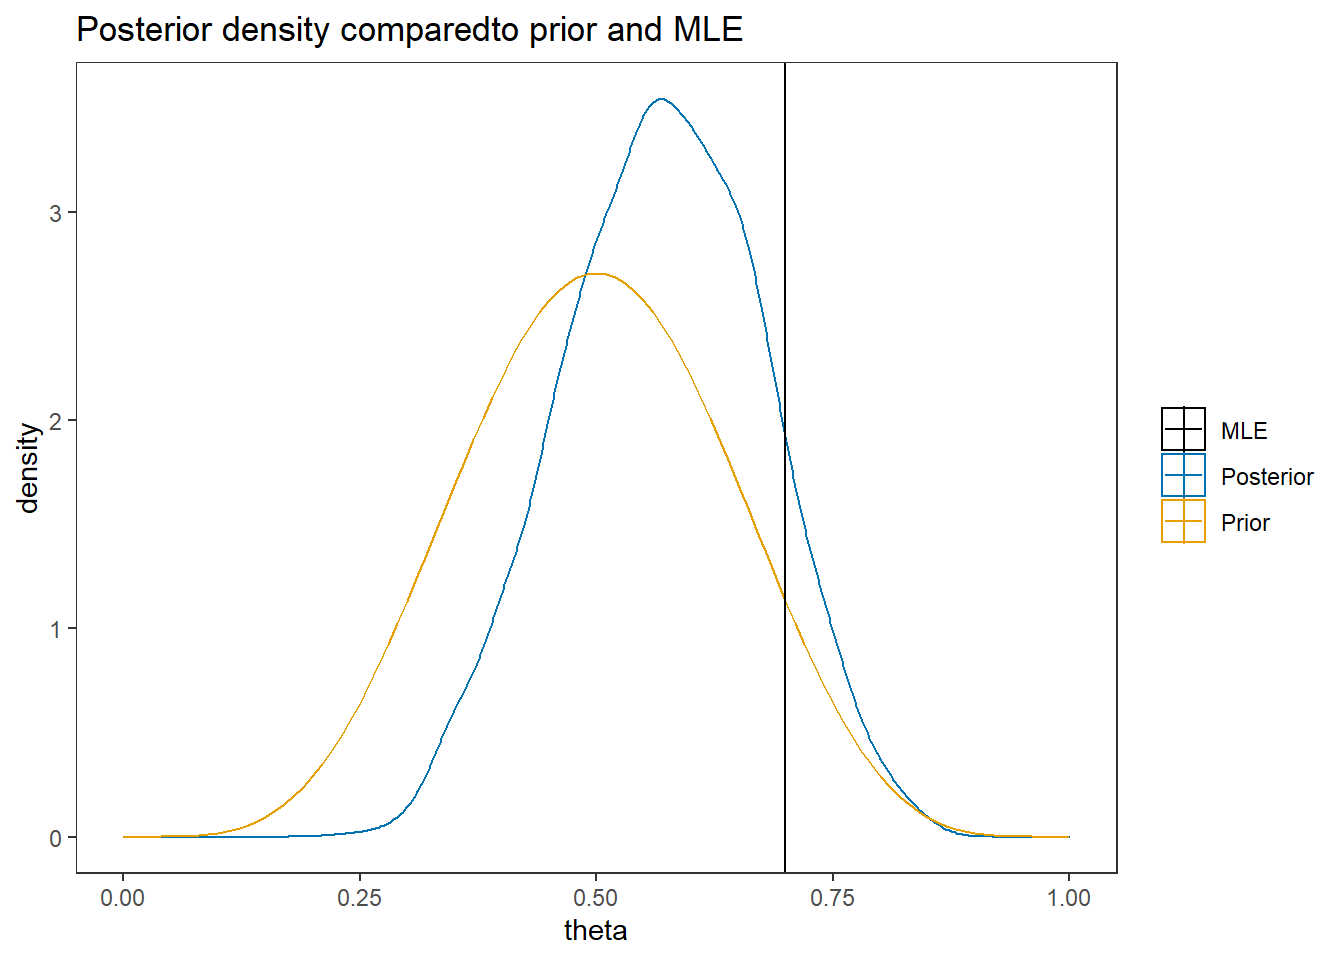 Posterior density comparedto prior and MLE
density
3
2
1
0
0.00
0.25
0.50
0.75
1.00
theta
MLE
Posterior
Prior